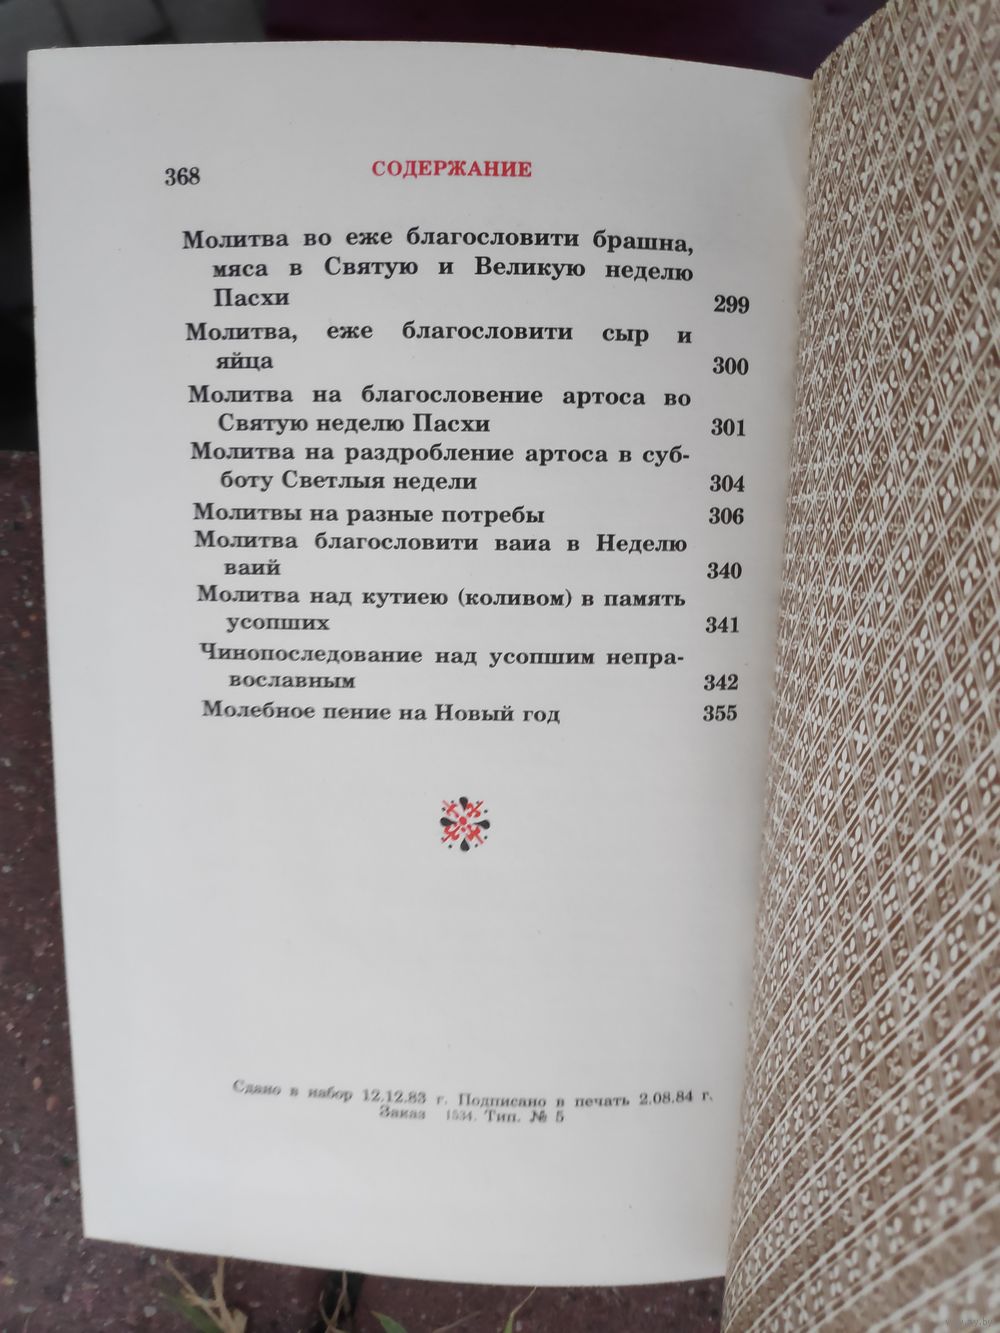 368 СОДЕРЖАНИЕ
Молитва во еже благословити брашна,
мяса в Святую и Великую неделю
Пасхи 299
Молитва, еже благословити сыр и
яйца 300
Молитва на благословение артоса во
Святую неделю Пасхи 301
Молитва на раздробление артоса в суб-
боту Светлыя недели 304
Молитвы на разные потребы 306
Молитва благословити ваиа в Неделю
ваий 340
Молитва над кутиею (коливом) в память
усопших 341
Чинопоследование над усопшим непра-
вославным 342
Молебное пение на Новый год 355
Сдано в набор 12.12.83 г. Подписано в печать 2.08.84 г.
Заказ 1534. Тип. № 5